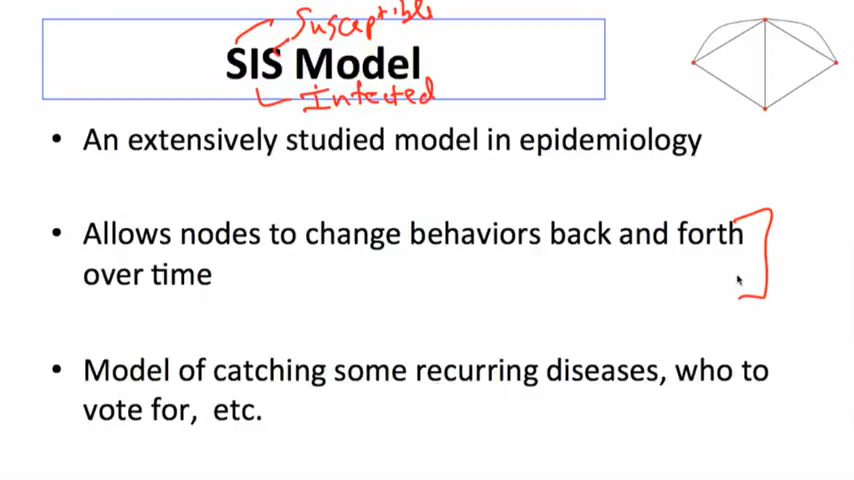 Susceptible
SIS Model
Infected
• An extensively studied model in epidemiology
• Allows nodes to change behaviors back and forth
over time
• Model of catching some recurring diseases, who to
vote for, etc.